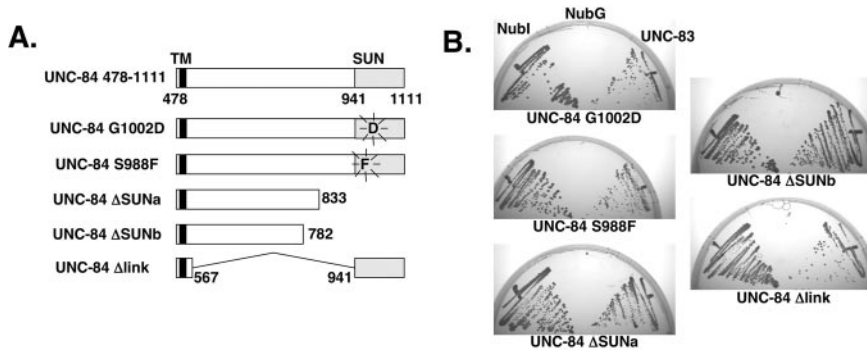 A.
TM
SUN
UNC-84 478-1111
478
941
1111
UNC-84 G1002D
D
UNC-84 S988F
F
UNC-84 ΔSUNa
833
UNC-84 ΔSUNb
782
UNC-84 Δlink
567
941
B.
NubI
NubG
UNC-83
UNC-84 G1002D
UNC-84 S988F
UNC-84 ΔSUNa
UNC-84 ΔSUNb
UNC-84 Δlink